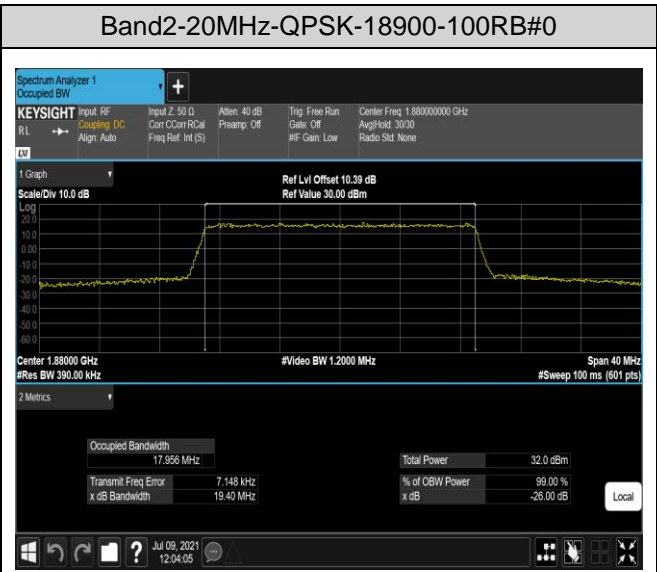 Band2-20MHz-QPSK-18900-100RB#0
Spectrum Analyzer 1
Occupied BW
+
KEYSIGHT
RL
LXI
Input: RF
Coupling: DC
Align: Auto
Input Z: 50 Ω
Corr CCorr RCal
Freq Ref: Int (S)
Atten: 40 dB
Preamp: Off
Trig: Free Run
Gate: Off
#IF Gain: Low
Center Freq: 1.880000000 GHz
Avg|Hold: 30/30
Radio Std: None
1 Graph
Scale/Div 10.0 dB
Ref Lvl Offset 10.39 dB
Ref Value 30.00 dBm
Log
20.0
10.0
0.00
-10.0
-20.0
-30.0
-40.0
-50.0
-60.0
Center 1.88000 GHz
#Video BW 1.2000 MHz
Span 40 MHz
#Res BW 390.00 kHz
#Sweep 100 ms (601 pts)
2 Metrics
Occupied Bandwidth
17.956 MHz
Total Power 32.0 dBm
Transmit Freq Error 7.148 kHz
% of OBW Power 99.00 %
x dB Bandwidth 19.40 MHz
x dB -26.00 dB
Local
?
Jul 09, 2021
12:04:05